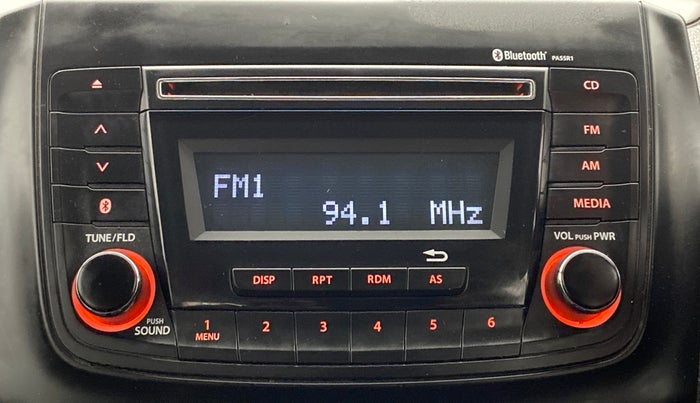 Bluetooth® PA55R1
CD
FM
AM
MEDIA
FM1
94.1 MHz
TUNE/FLD
VOL PUSH PWR
DISP RPT RDM AS
PUSH
SOUND
1 2 3 4 5 6
MENU